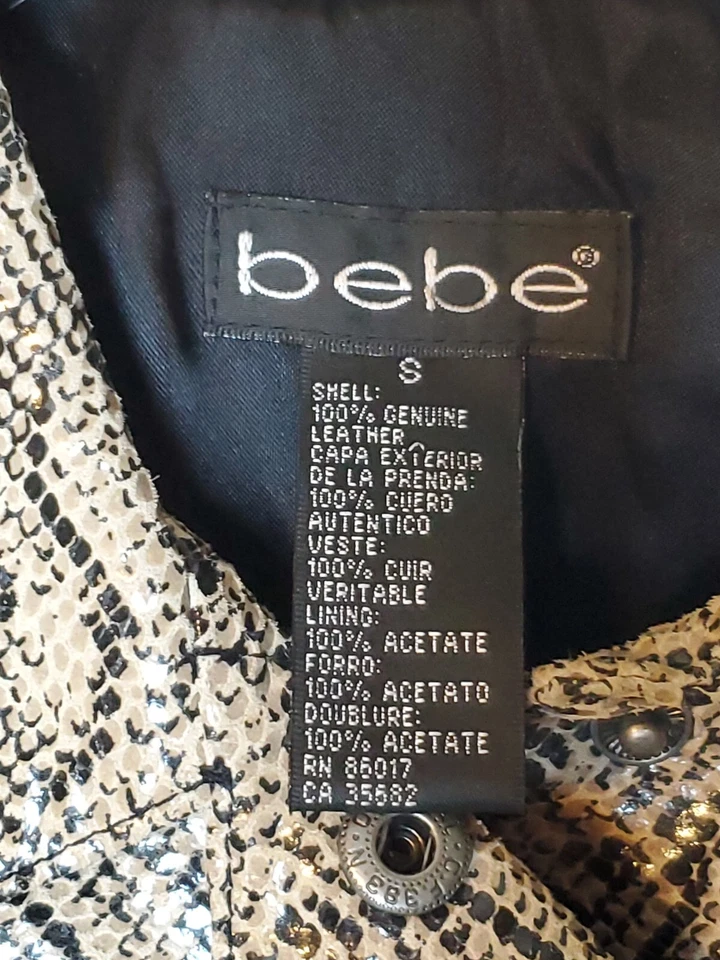 bebe®
S
SHELL:
100% GENUINE
LEATHER
CAPA EXTERIOR
DE LA PRENDA:
100% CUERO
AUTENTICO
VESTE:
100% CUIR
VERITABLE
LINING:
100% ACETATE
FORRO:
100% ACETATO
DOUBLURE:
100% ACETATE
RN 86017
CA 35682